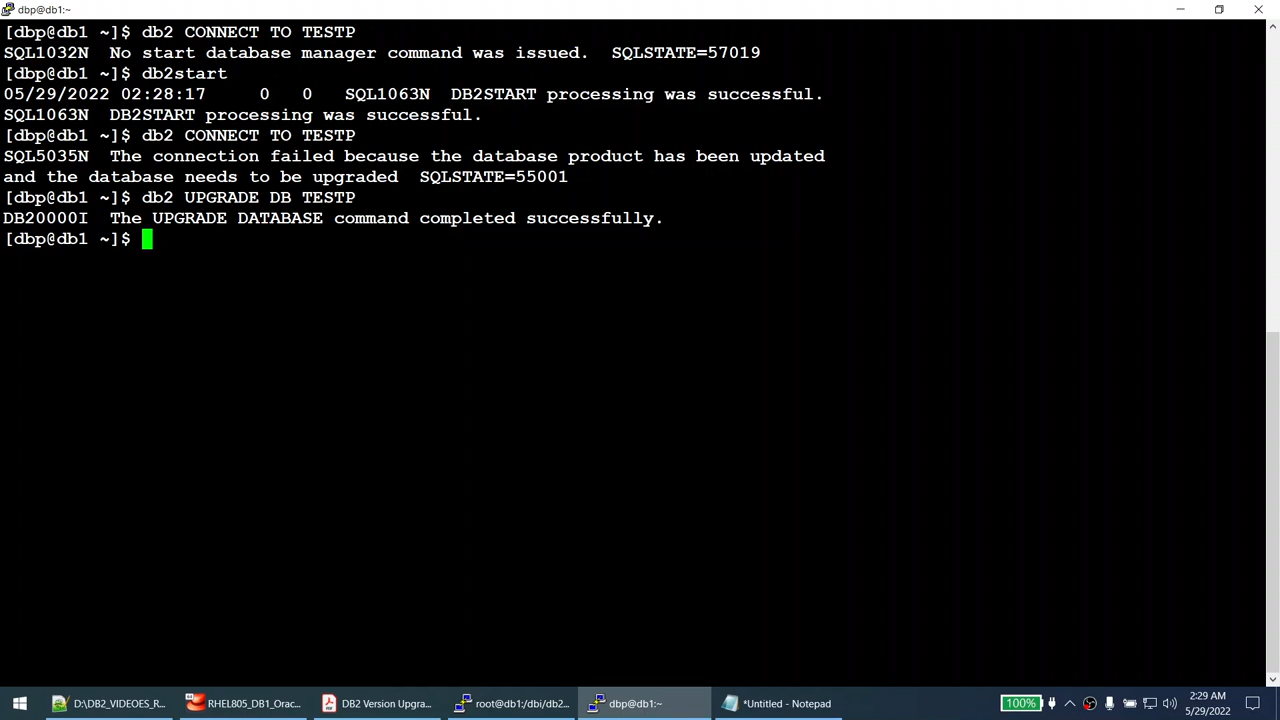 dbp@db1:~
[dbp@db1 ~]$ db2 CONNECT TO TESTP
SQL1032N  No start database manager command was issued.  SQLSTATE=57019
[dbp@db1 ~]$ db2start
05/29/2022 02:28:17     0   0   SQL1063N  DB2START processing was successful.
SQL1063N  DB2START processing was successful.
[dbp@db1 ~]$ db2 CONNECT TO TESTP
SQL5035N  The connection failed because the database product has been updated
and the database needs to be upgraded  SQLSTATE=55001
[dbp@db1 ~]$ db2 UPGRADE DB TESTP
DB20000I  The UPGRADE DATABASE command completed successfully.
[dbp@db1 ~]$
D:\DB2_VIDEOES_R...
RHEL805_DB1_Orac...
DB2 Version Upgra...
root@db1:/dbi/db2...
dbp@db1:~
*Untitled - Notepad
100%
2:29 AM
5/29/2022